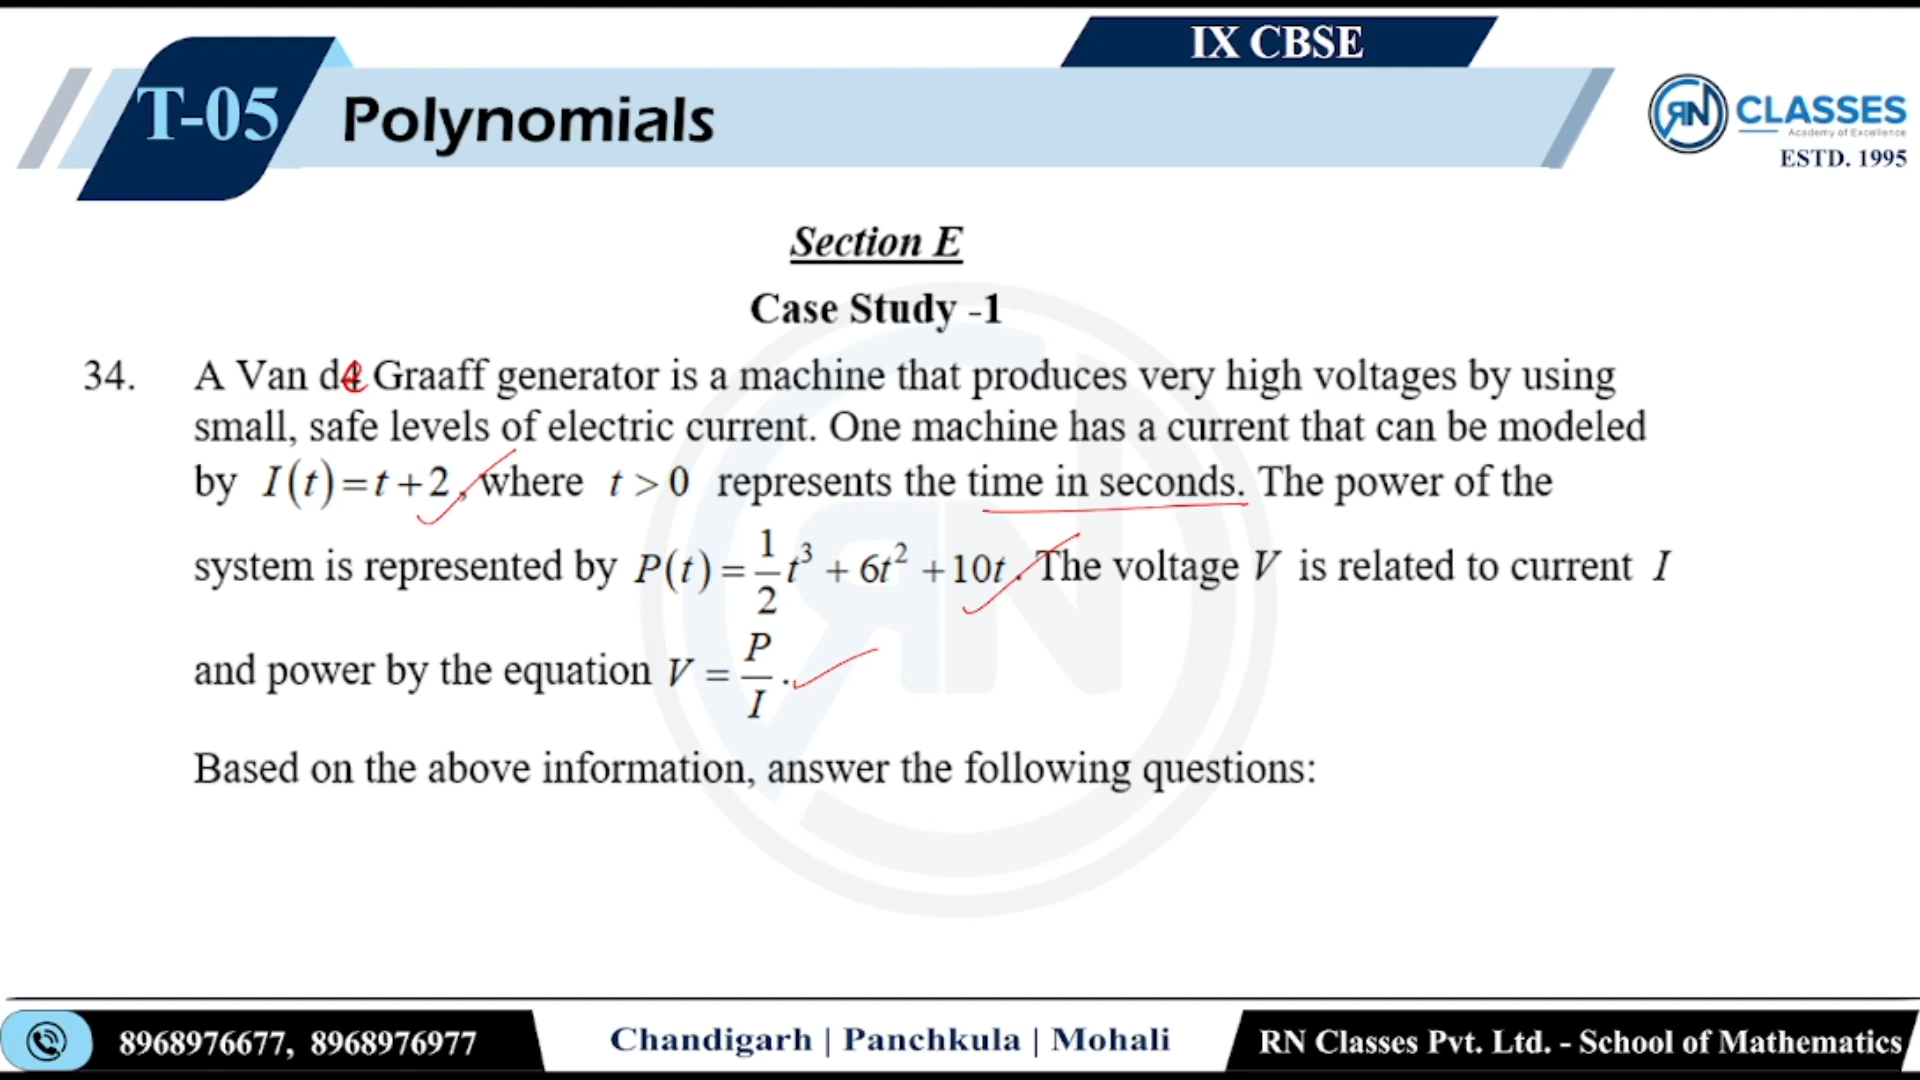 IX CBSE
T-05 Polynomials
RN CLASSES
Academy of Excellence
ESTD. 1995
Section E
Case Study -1
34. A Van de Graaff generator is a machine that produces very high voltages by using
small, safe levels of electric current. One machine has a current that can be modeled
by I(t)=t+2, where t>0 represents the time in seconds. The power of the
system is represented by P(t)=1/2 t³+6t²+10t. The voltage V is related to current I
and power by the equation V=P/I.
Based on the above information, answer the following questions:
8968976677, 8968976977
Chandigarh | Panchkula | Mohali
RN Classes Pvt. Ltd. - School of Mathematics